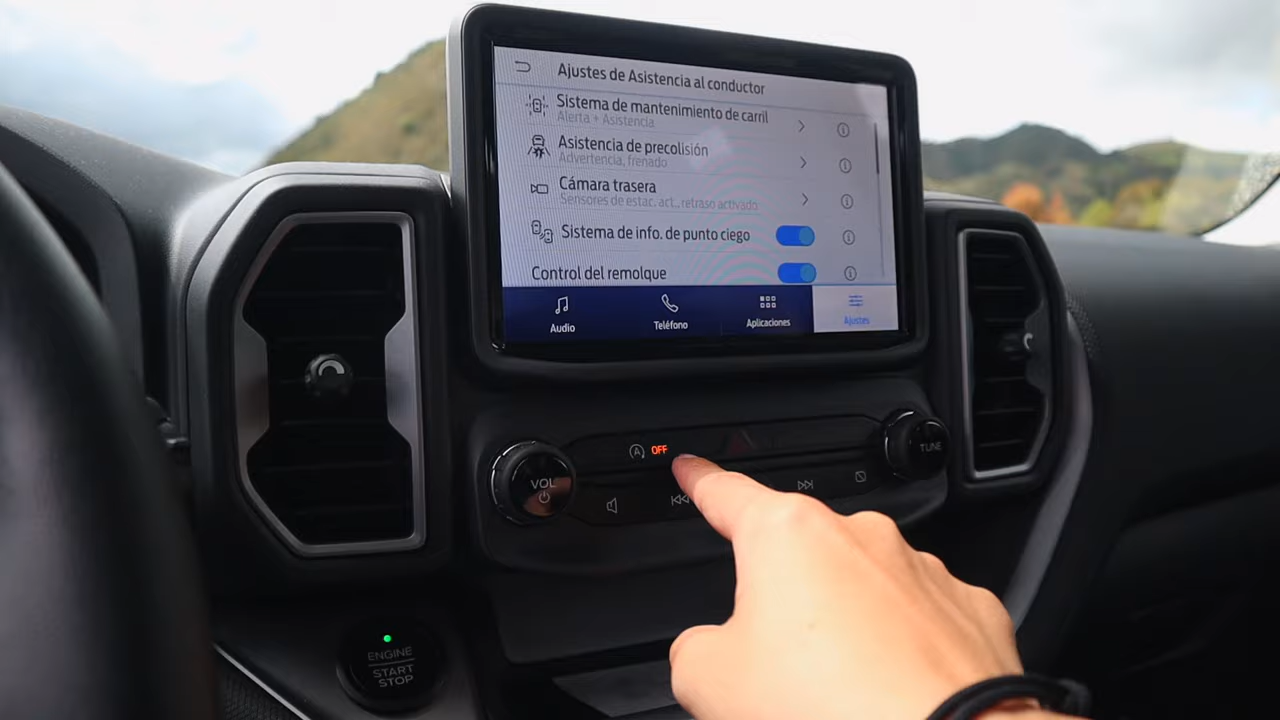 Ajustes de Asistencia al conductor
Sistema de mantenimiento de carril
Alerta + Asistencia
Asistencia de precolisión
Advertencia, frenado
Cámara trasera
Sensores de estac. act., retraso activado
Sistema de info. de punto ciego
Control del remolque
Audio
Teléfono
Aplicaciones
Ajustes
A OFF
VOL
TUNE
ENGINE
START
STOP